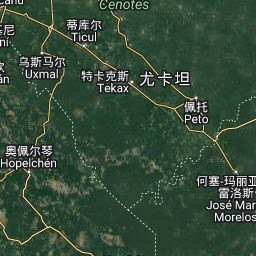 Cenotes
蒂库尔
Ticul
乌斯马尔
Uxmal
特卡克斯
Tekax
尤卡坦
佩托
Peto
奥佩尔琴
Hopelchén
何塞-玛丽亚
雷洛斯
José Mar
Morelos